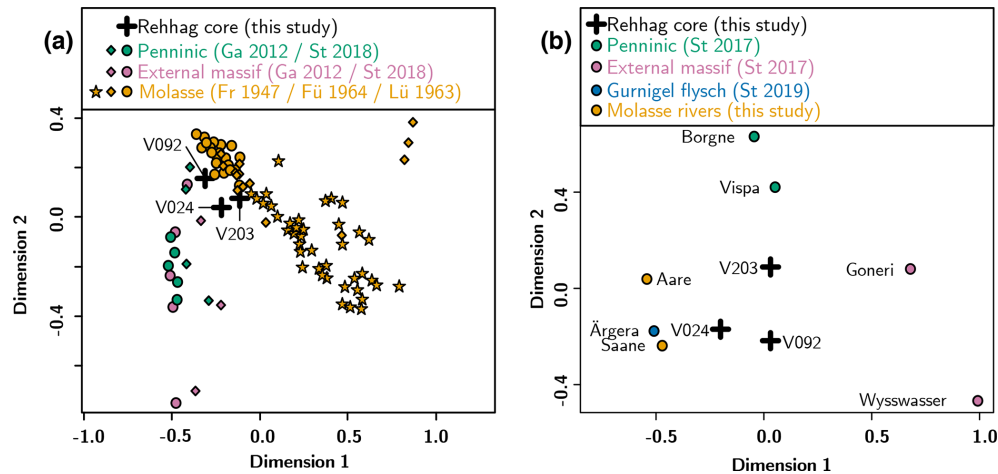 (a)
Rehhag core (this study)
Penninic (Ga 2012 / St 2018)
External massif (Ga 2012 / St 2018)
Molasse (Fr 1947 / Fü 1964 / Lü 1963)
0.4
V092
V024
V203
0.0
-0.4
Dimension 2
-1.0 -0.5 0.0 0.5 1.0
Dimension 1
(b)
Rehhag core (this study)
Penninic (St 2017)
External massif (St 2017)
Gurnigel flysch (St 2019)
Molasse rivers (this study)
Borgne
Vispa
0.4
V203
Goneri
Aare
0.0
Ärgera
V024
Saane
V092
-0.4
Wysswasser
Dimension 2
-0.5 0.0 0.5 1.0
Dimension 1